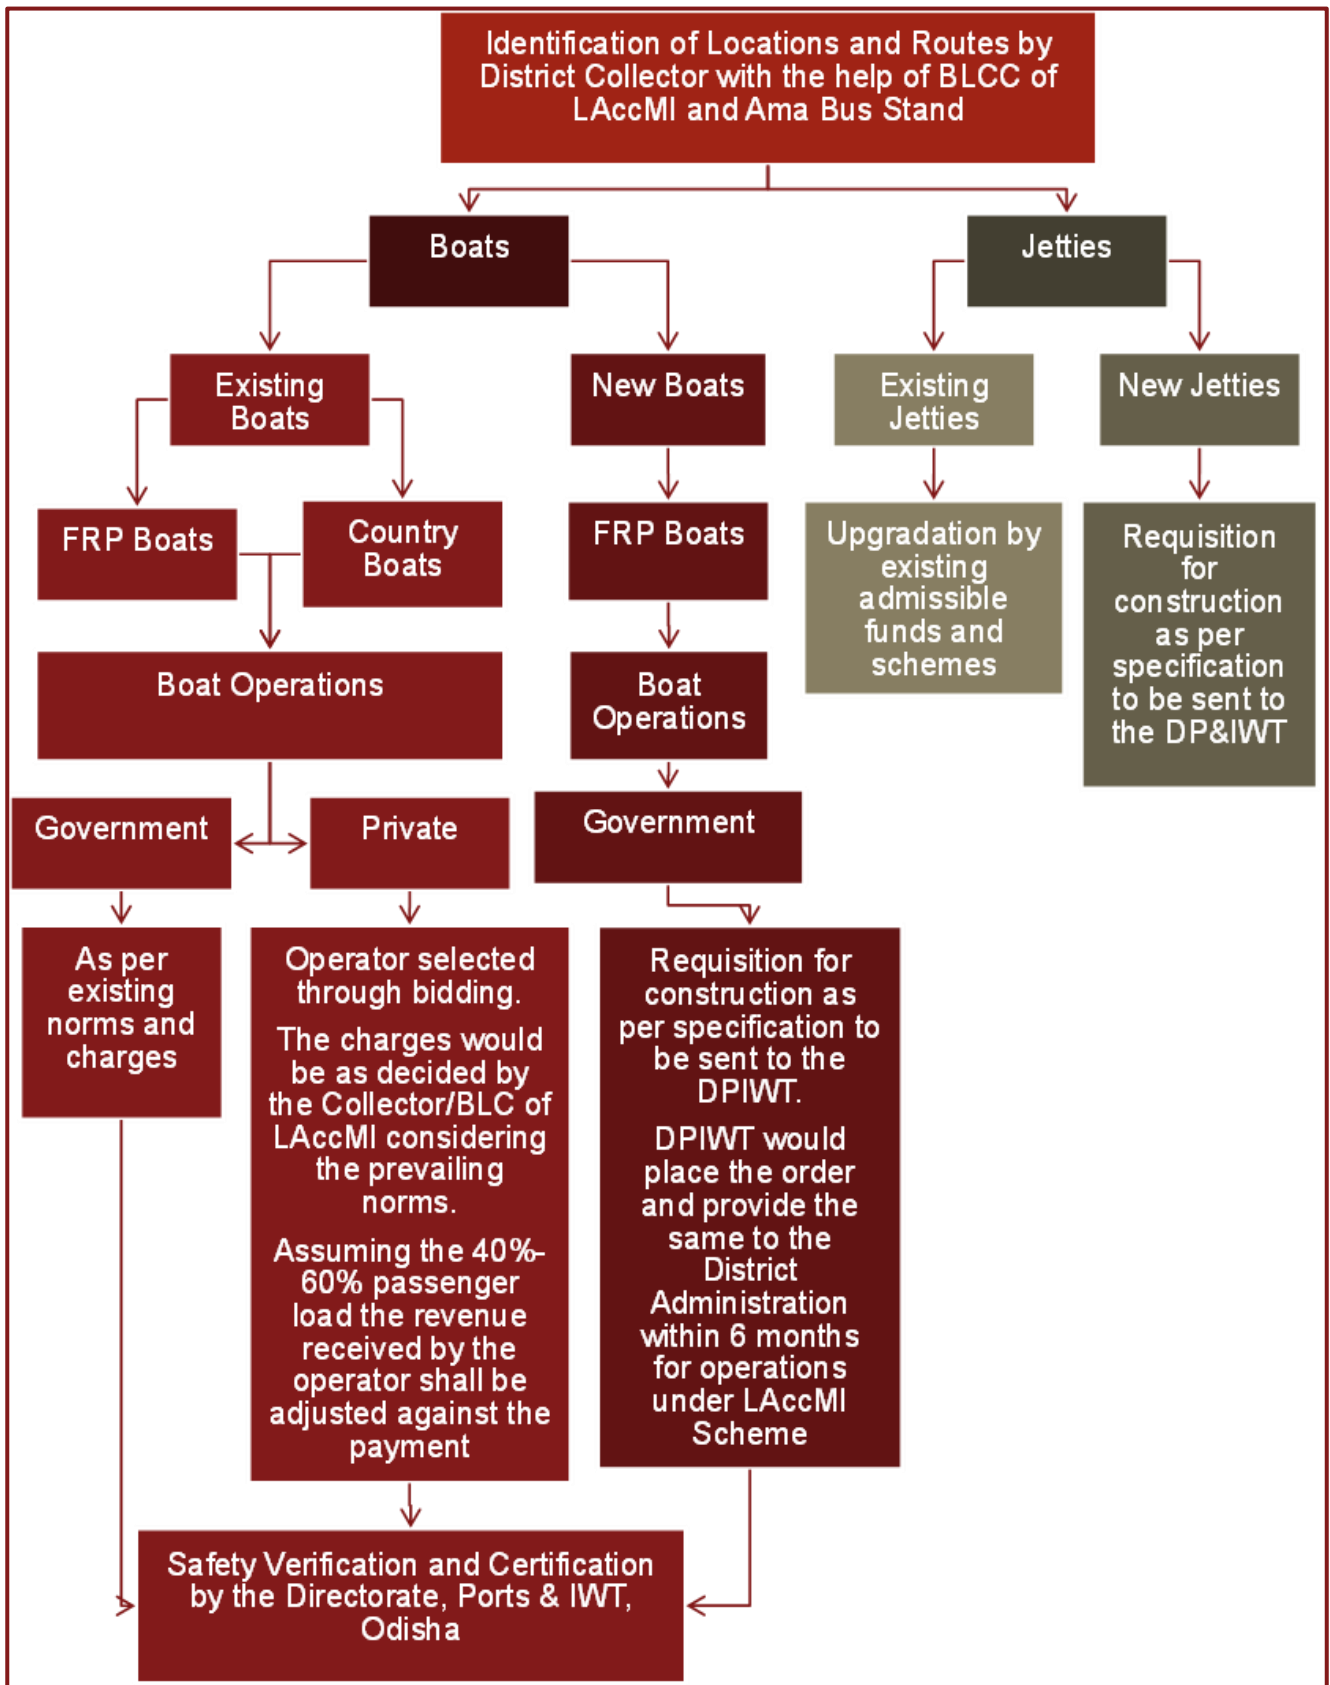 Identification of Locations and Routes by
District Collector with the help of BLCC of
LAccMI and Ama Bus Stand
Boats
Jetties
Existing
Boats
New Boats
Existing
Jetties
New Jetties
FRP Boats
Country
Boats
FRP Boats
Upgradation by
existing
admissible
funds and
schemes
Requisition
for
construction
as per
specification
to be sent to
the DP&IWT
Boat Operations
Boat
Operations
Government
Private
Government
As per
existing
norms and
charges
Operator selected
through bidding.
The charges would
be as decided by
the Collector/BLC of
LAccMI considering
the prevailing
norms.
Assuming the 40%-
60% passenger
load the revenue
received by the
operator shall be
adjusted against the
payment
Requisition for
construction as
per specification to
be sent to the
DPIWT.
DPIWT would
place the order
and provide the
same to the
District
Administration
within 6 months
for operations
under LAccMI
Scheme
Safety Verification and Certification
by the Directorate, Ports & IWT,
Odisha